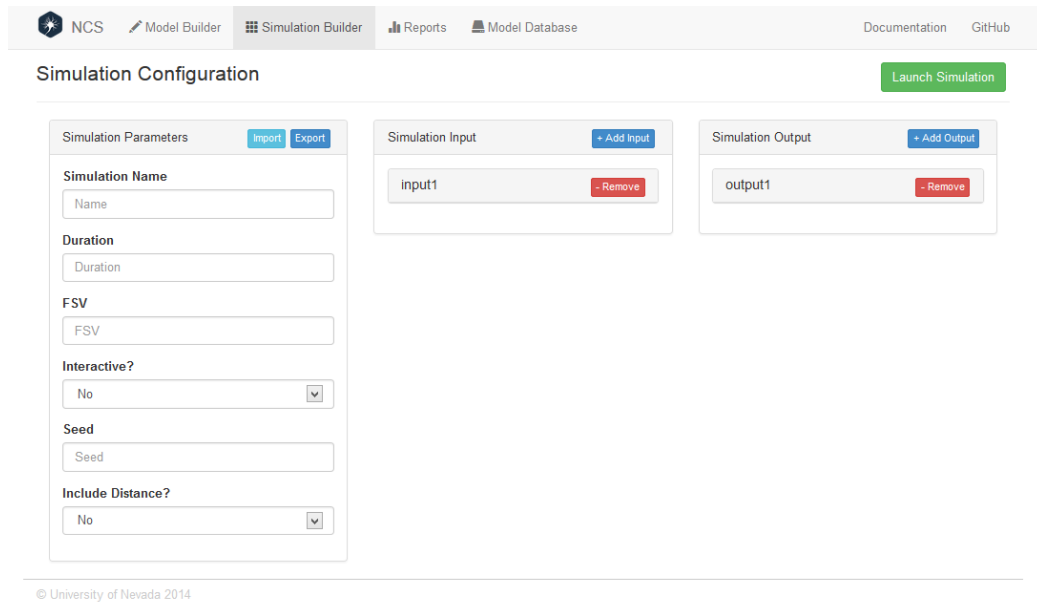 NCS Model Builder Simulation Builder Reports Model Database Documentation GitHub
Simulation Configuration Launch Simulation
Simulation Parameters Import Export
Simulation Name
Name
Duration
Duration
FSV
FSV
Interactive?
No
Seed
Seed
Include Distance?
No
Simulation Input + Add Input
input1 - Remove
Simulation Output + Add Output
output1 - Remove
© University of Nevada 2014